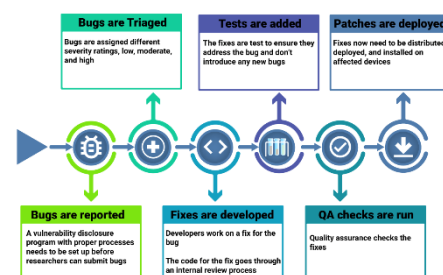 Bugs are Triaged
Bugs are assigned different
severity ratings, low, moderate,
and high
Tests are added
The fixes are test to ensure they
address the bug and don't
introduce any new bugs
Patches are deployed
Fixes now need to be distributed
deployed, and installed on
affected devices
Bugs are reported
A vulnerability disclosure
program with proper processes
needs to be set up before
researchers can submit bugs
Fixes are developed
Developers work on a fix for the
bug
The code for the fix goes through
an internal review process
QA checks are run
Quality assurance checks the
fixes